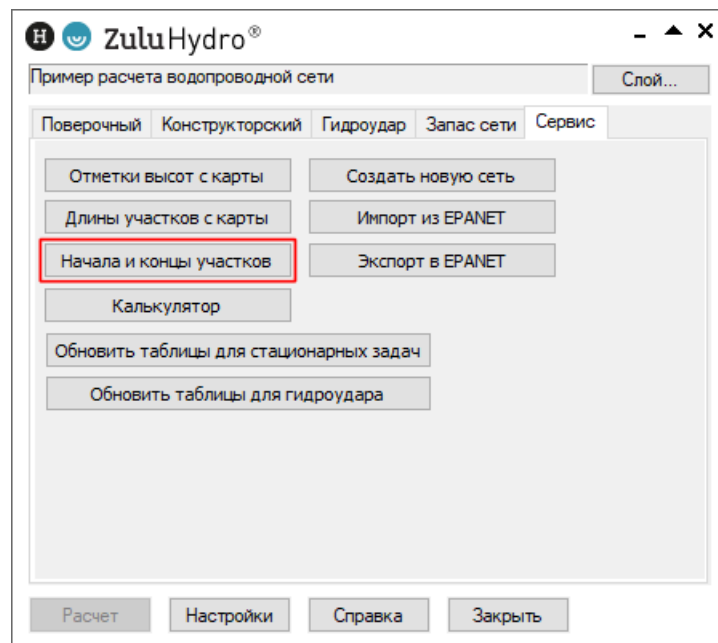 H ZuluHydro®
Пример расчета водопроводной сети Слой...
Поверочный Конструкторский Гидроудар Запас сети Сервис
Отметки высот с карты Создать новую сеть
Длины участков с карты Импорт из EPANET
Начала и концы участков Экспорт в EPANET
Калькулятор
Обновить таблицы для стационарных задач
Обновить таблицы для гидроудара
Расчет Настройки Справка Закрыть